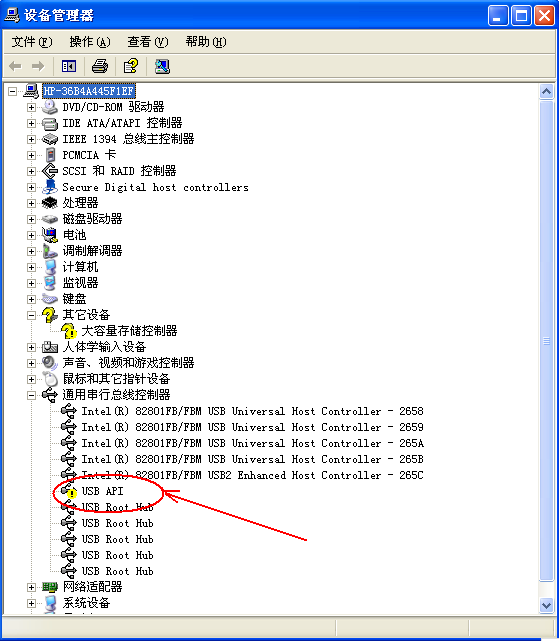 设备管理器
文件(F) 操作(A) 查看(V) 帮助(H)
HP-36B4A445F1EF
DVD/CD-ROM 驱动器
IDE ATA/ATAPI 控制器
IEEE 1394 总线主控制器
PCMCIA 卡
SCSI 和 RAID 控制器
Secure Digital host controllers
处理器
磁盘驱动器
电池
调制解调器
计算机
监视器
键盘
其它设备
大容量存储控制器
人体学输入设备
声音、视频和游戏控制器
鼠标和其它指针设备
通用串行总线控制器
Intel(R) 82801FB/FBM USB Universal Host Controller - 2658
Intel(R) 82801FB/FBM USB Universal Host Controller - 2659
Intel(R) 82801FB/FBM USB Universal Host Controller - 265A
Intel(R) 82801FB/FBM USB Universal Host Controller - 265B
Intel(R) 82801FB/FBM USB2 Enhanced Host Controller - 265C
USB API
USB Root Hub
USB Root Hub
USB Root Hub
USB Root Hub
USB Root Hub
网络适配器
系统设备